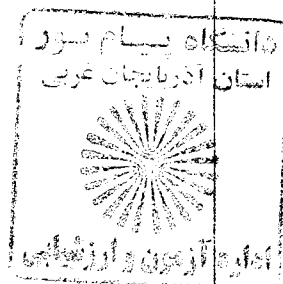 دانشگاه پیام نور
استان آذربایجان غربی
اداره آزمون و ارزشیابی